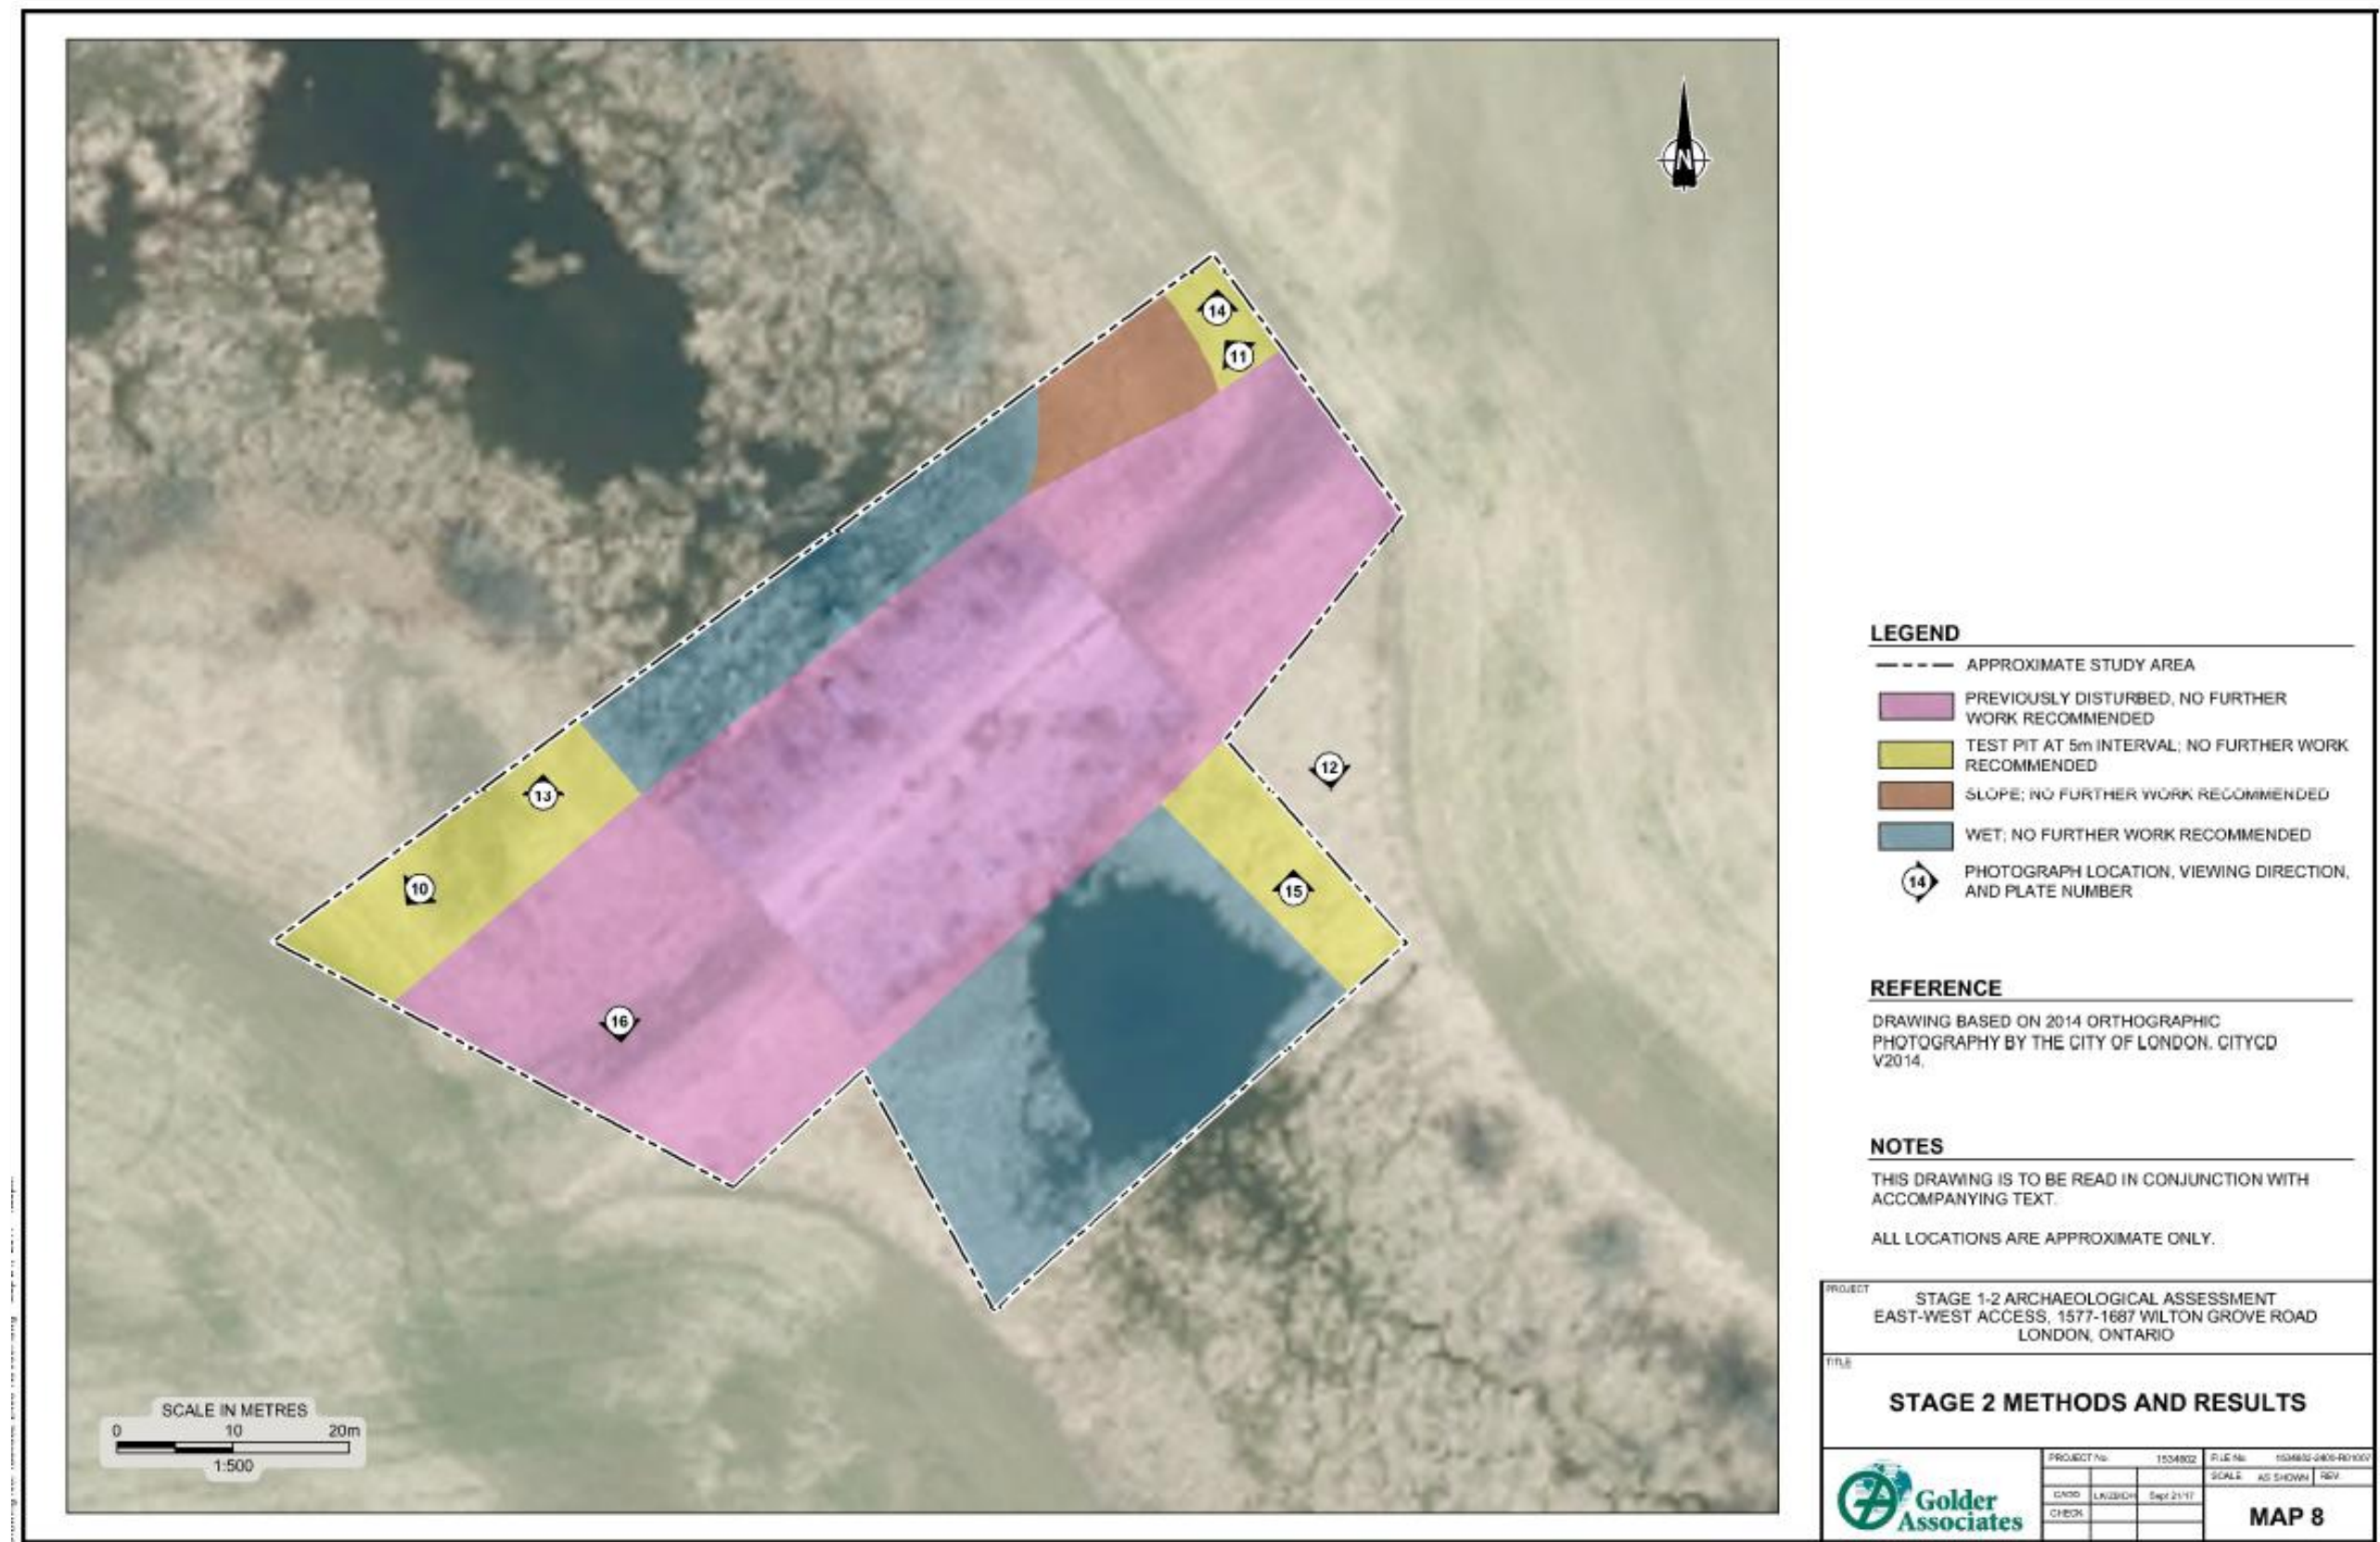 N
14
11
13
12
10
15
16
SCALE IN METRES
0 10 20m
1:500
LEGEND
APPROXIMATE STUDY AREA
PREVIOUSLY DISTURBED, NO FURTHER
WORK RECOMMENDED
TEST PIT AT 5m INTERVAL; NO FURTHER WORK
RECOMMENDED
SLOPE; NO FURTHER WORK RECOMMENDED
WET; NO FURTHER WORK RECOMMENDED
14
PHOTOGRAPH LOCATION, VIEWING DIRECTION,
AND PLATE NUMBER
REFERENCE
DRAWING BASED ON 2014 ORTHOGRAPHIC
PHOTOGRAPHY BY THE CITY OF LONDON. CITYCD
V2014.
NOTES
THIS DRAWING IS TO BE READ IN CONJUNCTION WITH
ACCOMPANYING TEXT.
ALL LOCATIONS ARE APPROXIMATE ONLY.
PROJECT
STAGE 1-2 ARCHAEOLOGICAL ASSESSMENT
EAST-WEST ACCESS, 1577-1687 WILTON GROVE ROAD
LONDON, ONTARIO
TITLE
STAGE 2 METHODS AND RESULTS
Golder
Associates
PROJECT No. 1534802 FILE No.
SCALE AS SHOWN REV.
CADD Sept 21/17
CHECK
MAP 8